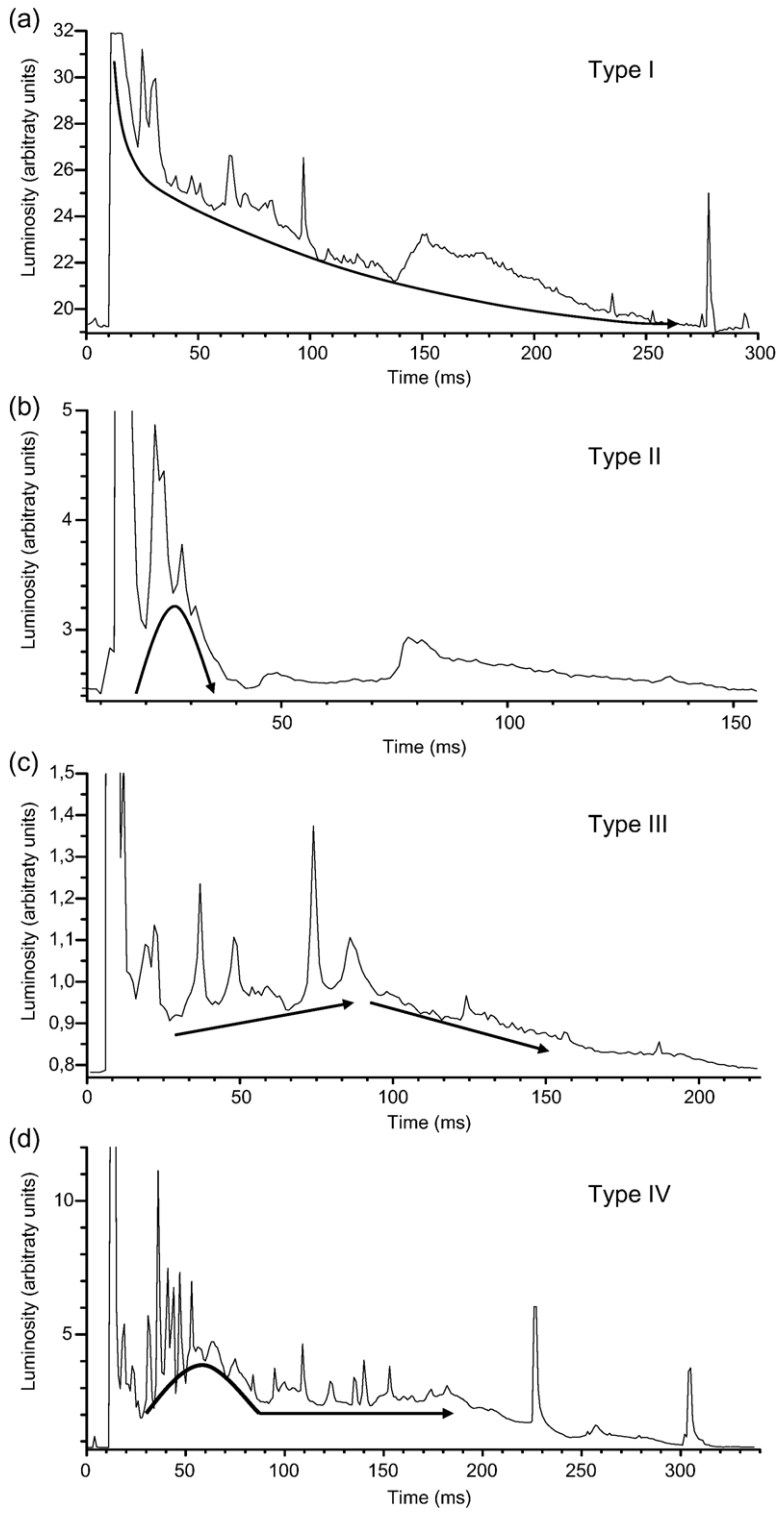 (a)
32
30
28
26
24
22
20
Luminosity (arbitraty units)
Type I
0 50 100 150 200 250 300
Time (ms)
(b)
5
4
3
Luminosity (arbitraty units)
Type II
50 100 150
Time (ms)
(c)
1,5
1,4
1,3
1,2
1,1
1,0
0,9
0,8
Luminosity (arbitraty units)
Type III
0 50 100 150 200
Time (ms)
(d)
10
5
Luminosity (arbitraty units)
Type IV
0 50 100 150 200 250 300
Time (ms)